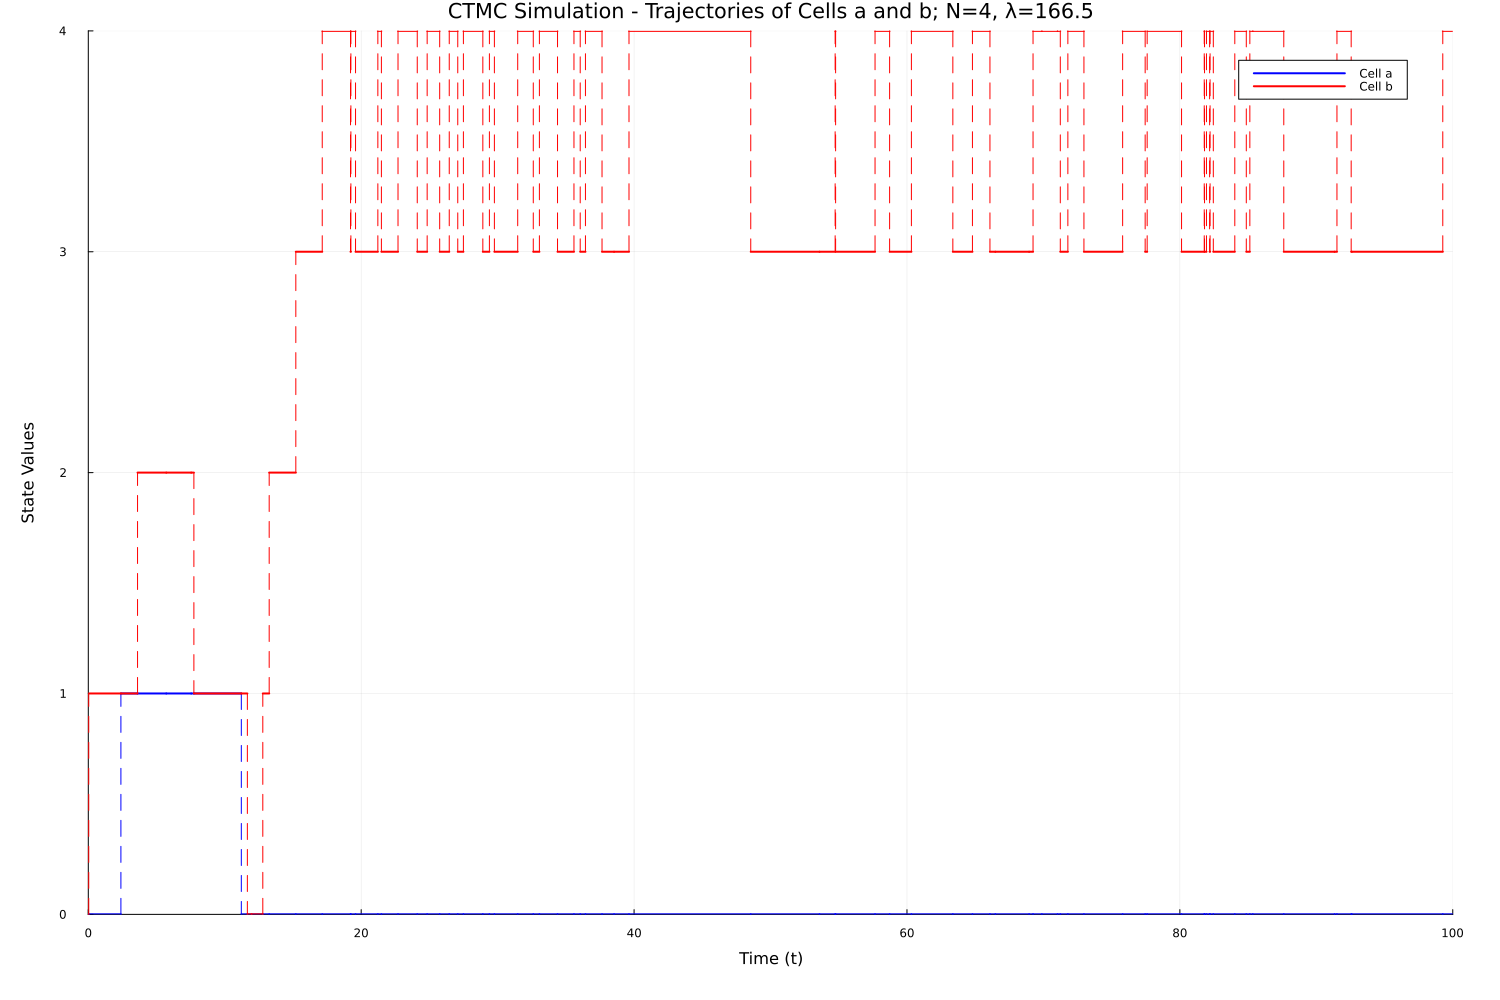 CTMC Simulation - Trajectories of Cells a and b; N=4, λ=166.5
4
Cell a
Cell b
3
State Values
2
1
0
0 20 40 60 80 100
Time (t)